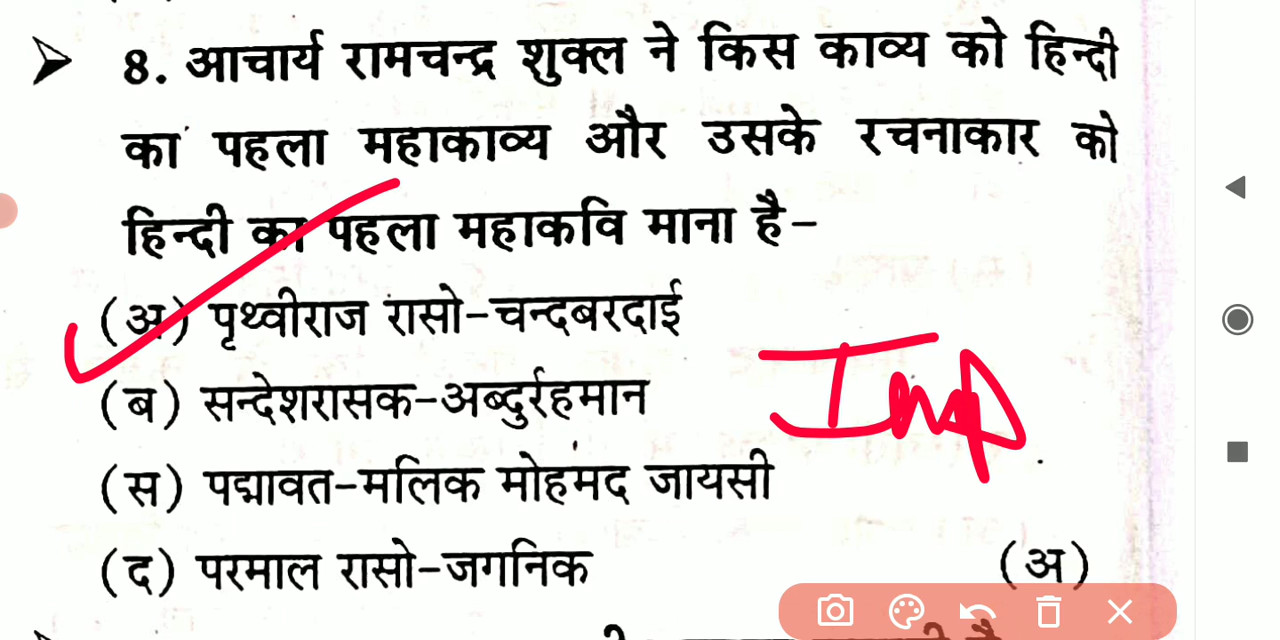 8. आचार्य रामचन्द्र शुक्ल ने किस काव्य को हिन्दी
का पहला महाकाव्य और उसके रचनाकार को
हिन्दी का पहला महाकवि माना है-
(अ) पृथ्वीराज रासो-चन्दबरदाई
(ब) सन्देशरासक-अब्दुर्रहमान
Imp
(स) पद्मावत-मलिक मोहमद जायसी
(द) परमाल रासो-जगनिक (अ)